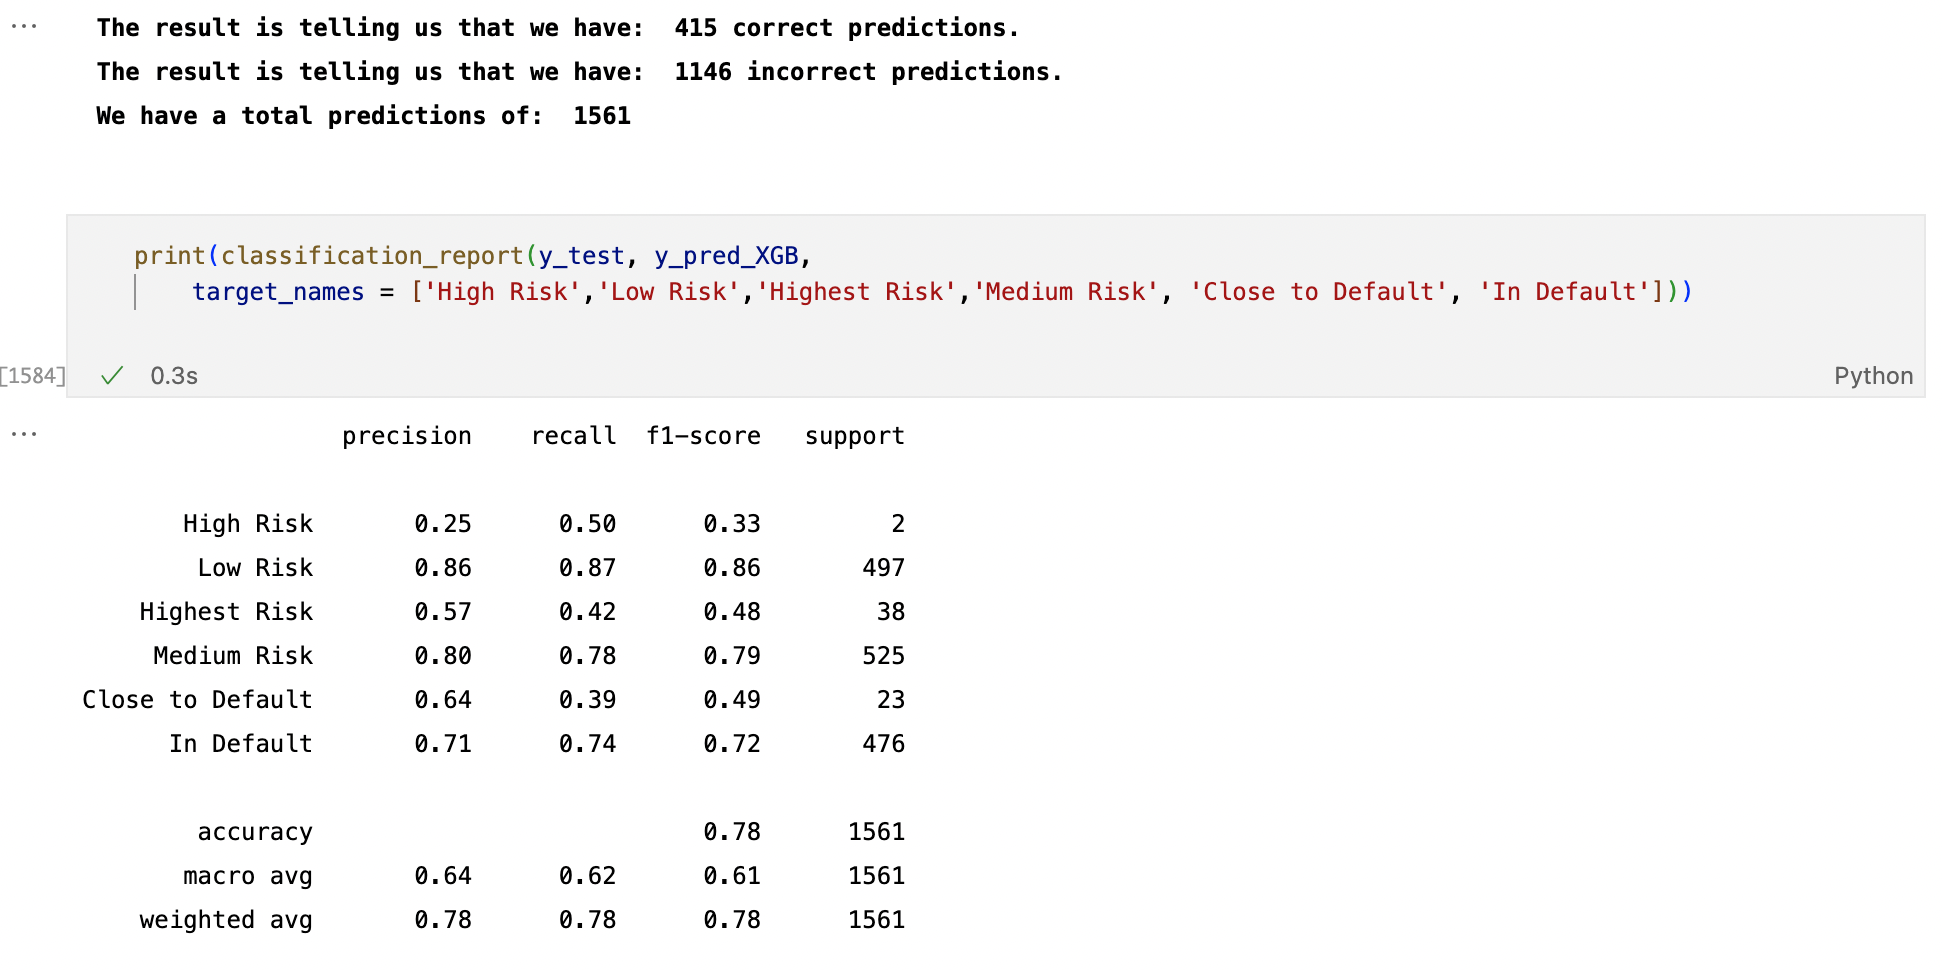 ... The result is telling us that we have:  415 correct predictions.
The result is telling us that we have:  1146 incorrect predictions.
We have a total predictions of:  1561
print(classification_report(y_test, y_pred_XGB,
target_names = ['High Risk','Low Risk','Highest Risk','Medium Risk', 'Close to Default', 'In Default']))
[1584] ✓ 0.3s Python
... precision recall f1-score support
High Risk 0.25 0.50 0.33 2
Low Risk 0.86 0.87 0.86 497
Highest Risk 0.57 0.42 0.48 38
Medium Risk 0.80 0.78 0.79 525
Close to Default 0.64 0.39 0.49 23
In Default 0.71 0.74 0.72 476
accuracy 0.78 1561
macro avg 0.64 0.62 0.61 1561
weighted avg 0.78 0.78 0.78 1561